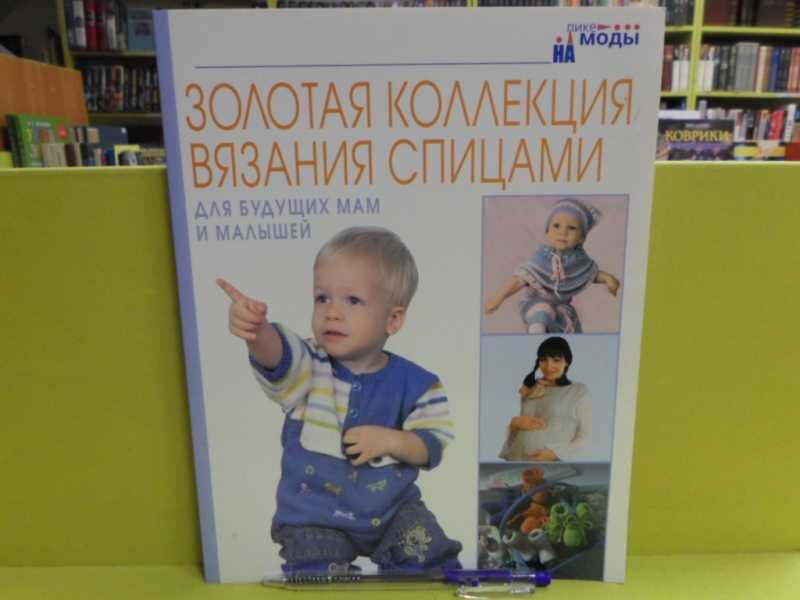 НА
пике
МОДЫ
ЗОЛОТАЯ КОЛЛЕКЦИЯ
ВЯЗАНИЯ СПИЦАМИ
ДЛЯ БУДУЩИХ МАМ
И МАЛЫШЕЙ
КОВРИКИ